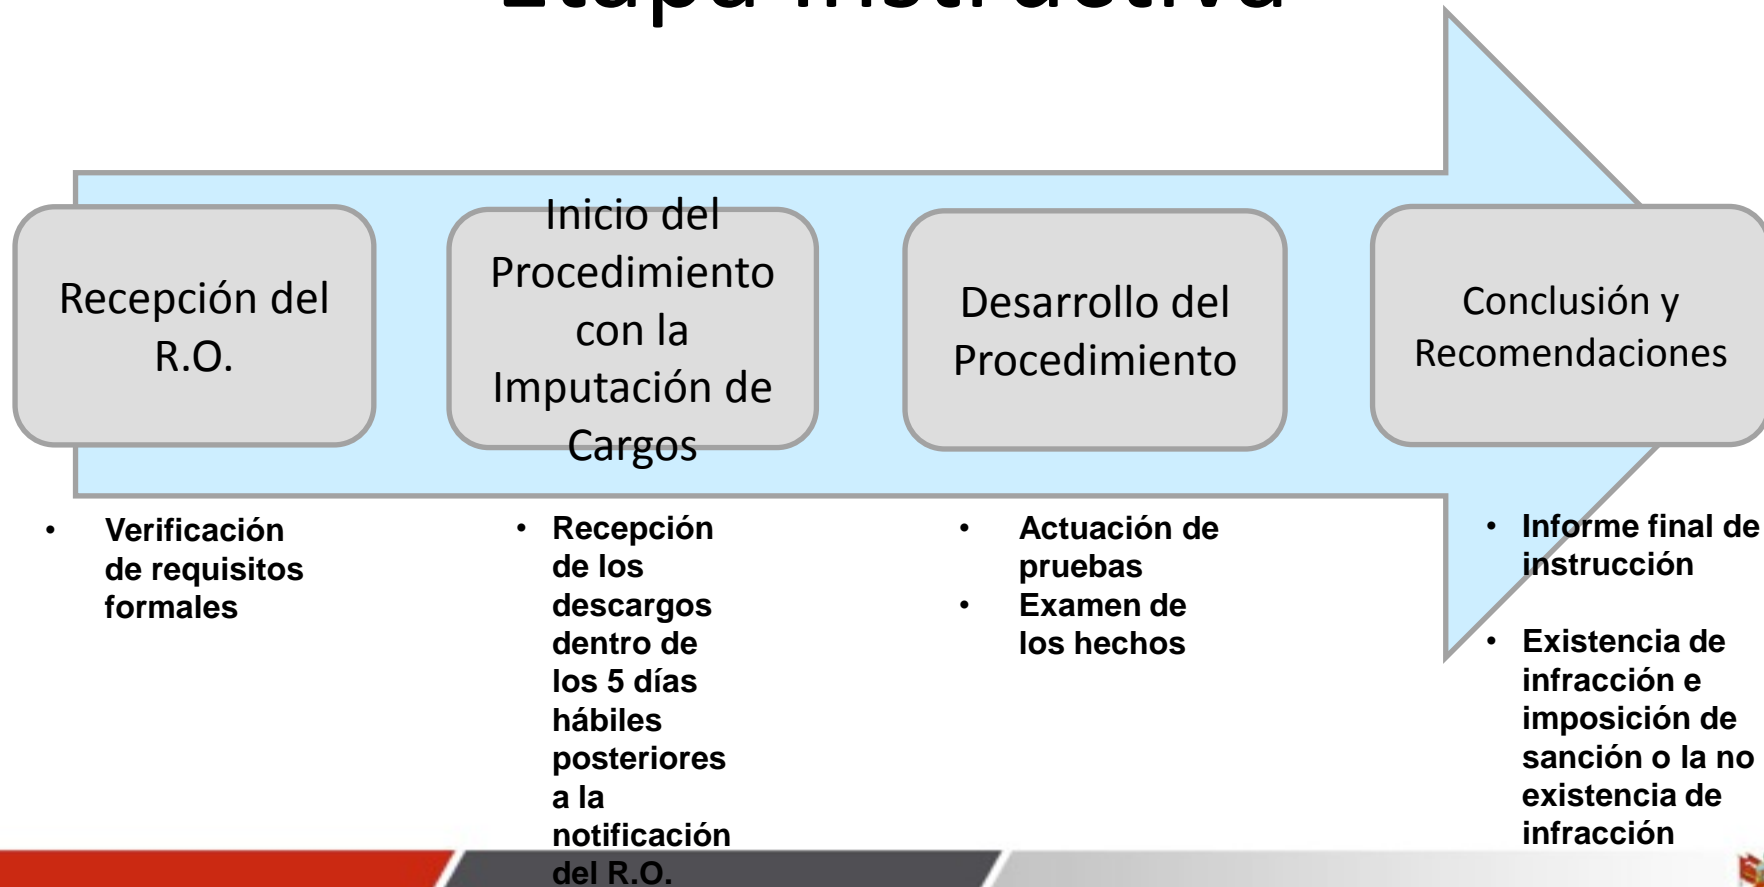 Etapa Instructiva
Recepción del
R.O.
Inicio del
Procedimiento
con la
Imputación de
Cargos
Desarrollo del
Procedimiento
Conclusión y
Recomendaciones
• Verificación
de requisitos
formales
• Recepción
de los
descargos
dentro de
los 5 días
hábiles
posteriores
a la
notificación
del R.O.
• Actuación de
pruebas
• Examen de
los hechos
• Informe final de
instrucción
• Existencia de
infracción e
imposición de
sanción o la no
existencia de
infracción